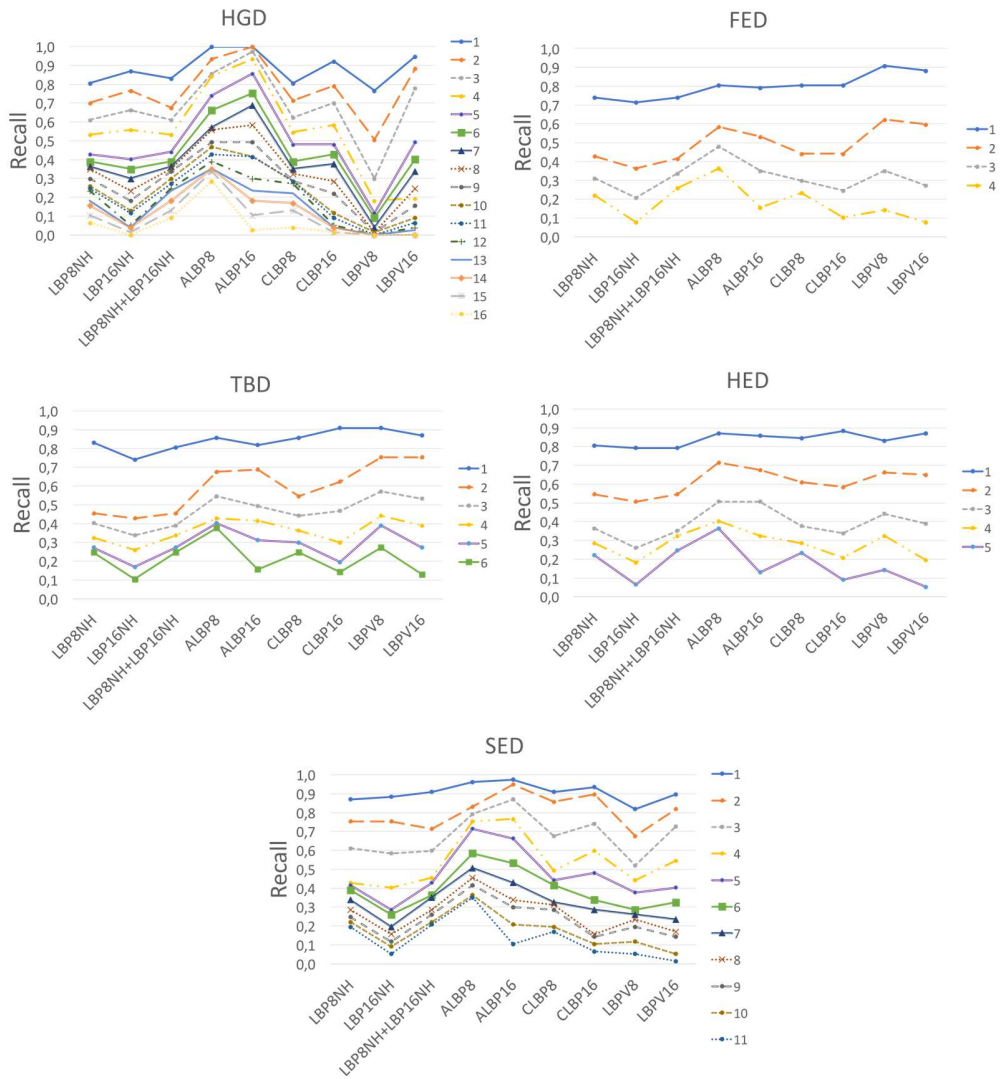 HGD
Recall
1,0
0,9
0,8
0,7
0,6
0,5
0,4
0,3
0,2
0,1
0,0
LBP8NH
LBP16NH
LBP8NH+LBP16NH
ALBP8
ALBP16
CLBP8
CLBP16
LBPV8
LBPV16
1
2
3
4
5
6
7
8
9
10
11
12
13
14
15
16
FED
Recall
1,0
0,9
0,8
0,7
0,6
0,5
0,4
0,3
0,2
0,1
0,0
LBP8NH
LBP16NH
LBP8NH+LBP16NH
ALBP8
ALBP16
CLBP8
CLBP16
LBPV8
LBPV16
1
2
3
4
TBD
Recall
1,0
0,9
0,8
0,7
0,6
0,5
0,4
0,3
0,2
0,1
0,0
LBP8NH
LBP16NH
LBP8NH+LBP16NH
ALBP8
ALBP16
CLBP8
CLBP16
LBPV8
LBPV16
1
2
3
4
5
6
HED
Recall
1,0
0,9
0,8
0,7
0,6
0,5
0,4
0,3
0,2
0,1
0,0
LBP8NH
LBP16NH
LBP8NH+LBP16NH
ALBP8
ALBP16
CLBP8
CLBP16
LBPV8
LBPV16
1
2
3
4
5
SED
Recall
1,0
0,9
0,8
0,7
0,6
0,5
0,4
0,3
0,2
0,1
0,0
LBP8NH
LBP16NH
LBP8NH+LBP16NH
ALBP8
ALBP16
CLBP8
CLBP16
LBPV8
LBPV16
1
2
3
4
5
6
7
8
9
10
11